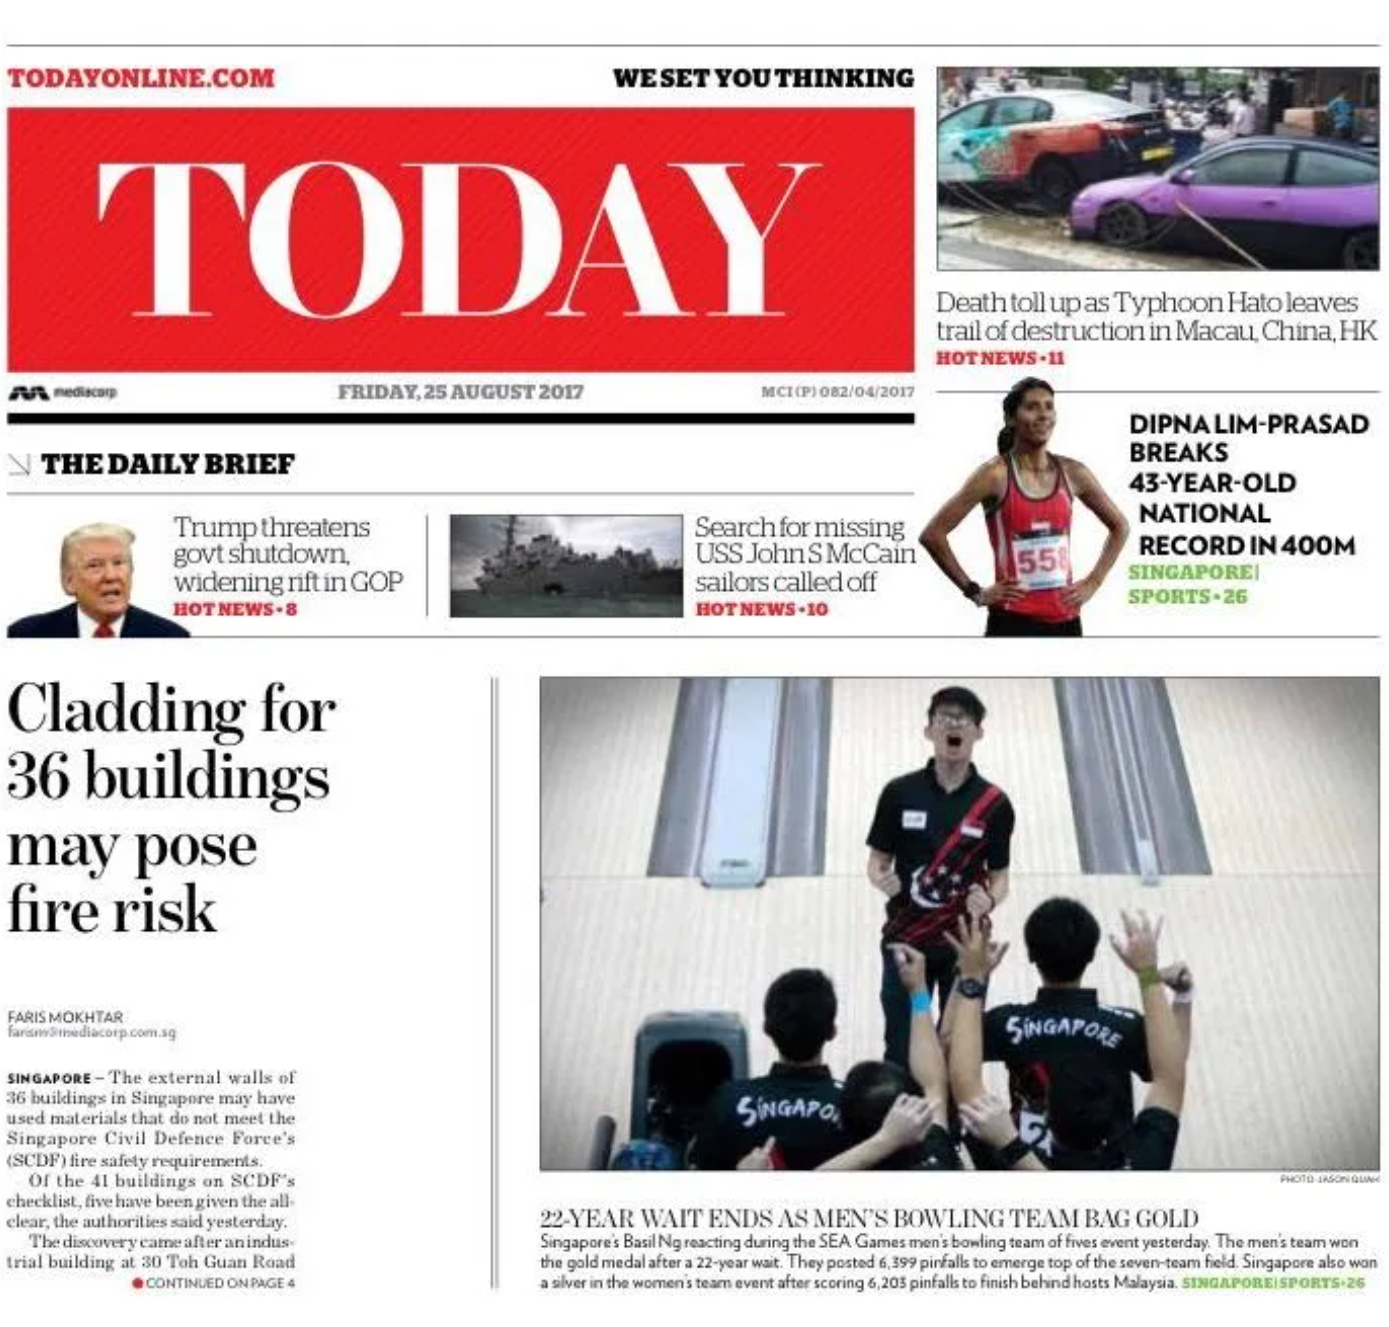 TODAYONLINE.COM
WE SET YOU THINKING
TODAY
mediacorp
FRIDAY, 25 AUGUST 2017
MCI (P) 082/04/2017
Death toll up as Typhoon Hato leaves
trail of destruction in Macau, China, HK
HOT NEWS • 11
THE DAILY BRIEF
Trump threatens
govt shutdown,
widening rift in GOP
HOT NEWS • 8
Search for missing
USS John S McCain
sailors called off
HOT NEWS • 10
558
DIPNA LIM-PRASAD
BREAKS
43-YEAR-OLD
NATIONAL
RECORD IN 400M
SINGAPORE|
SPORTS • 26
Cladding for
36 buildings
may pose
fire risk
FARIS MOKHTAR
farism@mediacorp.com.sg
SINGAPORE – The external walls of
36 buildings in Singapore may have
used materials that do not meet the
Singapore Civil Defence Force's
(SCDF) fire safety requirements.
Of the 41 buildings on SCDF's
checklist, five have been given the all-
clear, the authorities said yesterday.
The discovery came after an indus-
trial building at 30 Toh Guan Road
CONTINUED ON PAGE 4
SINGAPORE
SINGAPO
PHOTO: JASON QUAH
22-YEAR WAIT ENDS AS MEN'S BOWLING TEAM BAG GOLD
Singapore's Basil Ng reacting during the SEA Games men's bowling team of fives event yesterday. The men's team won
the gold medal after a 22-year wait. They posted 6,399 pinfalls to emerge top of the seven-team field. Singapore also won
a silver in the women's team event after scoring 6,203 pinfalls to finish behind hosts Malaysia. SINGAPORE|SPORTS • 26